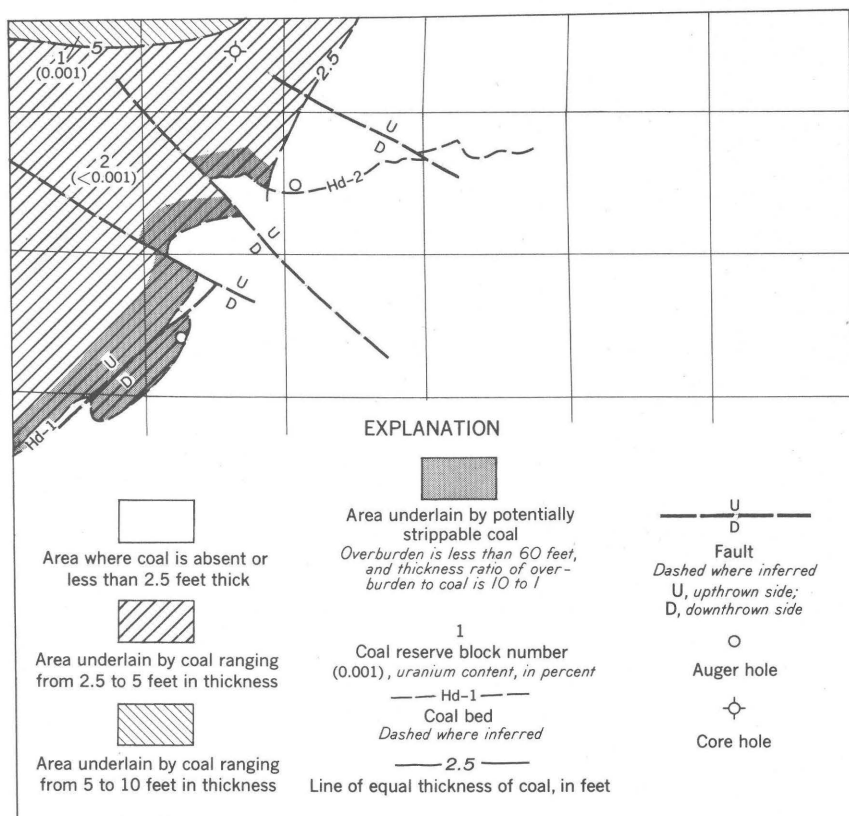 1
(0.001)
5
2.5
U
D
2
(<0.001)
Hd-2
U
D
U
D
U
D
Hd-1
EXPLANATION
Area where coal is absent or
less than 2.5 feet thick
Area underlain by coal ranging
from 2.5 to 5 feet in thickness
Area underlain by coal ranging
from 5 to 10 feet in thickness
Area underlain by potentially
strippable coal
Overburden is less than 60 feet,
and thickness ratio of over-
burden to coal is 10 to 1
1
Coal reserve block number
(0.001), uranium content, in percent
Hd-1
Coal bed
Dashed where inferred
2.5
Line of equal thickness of coal, in feet
U
D
Fault
Dashed where inferred
U, upthrown side;
D, downthrown side
Auger hole
Core hole